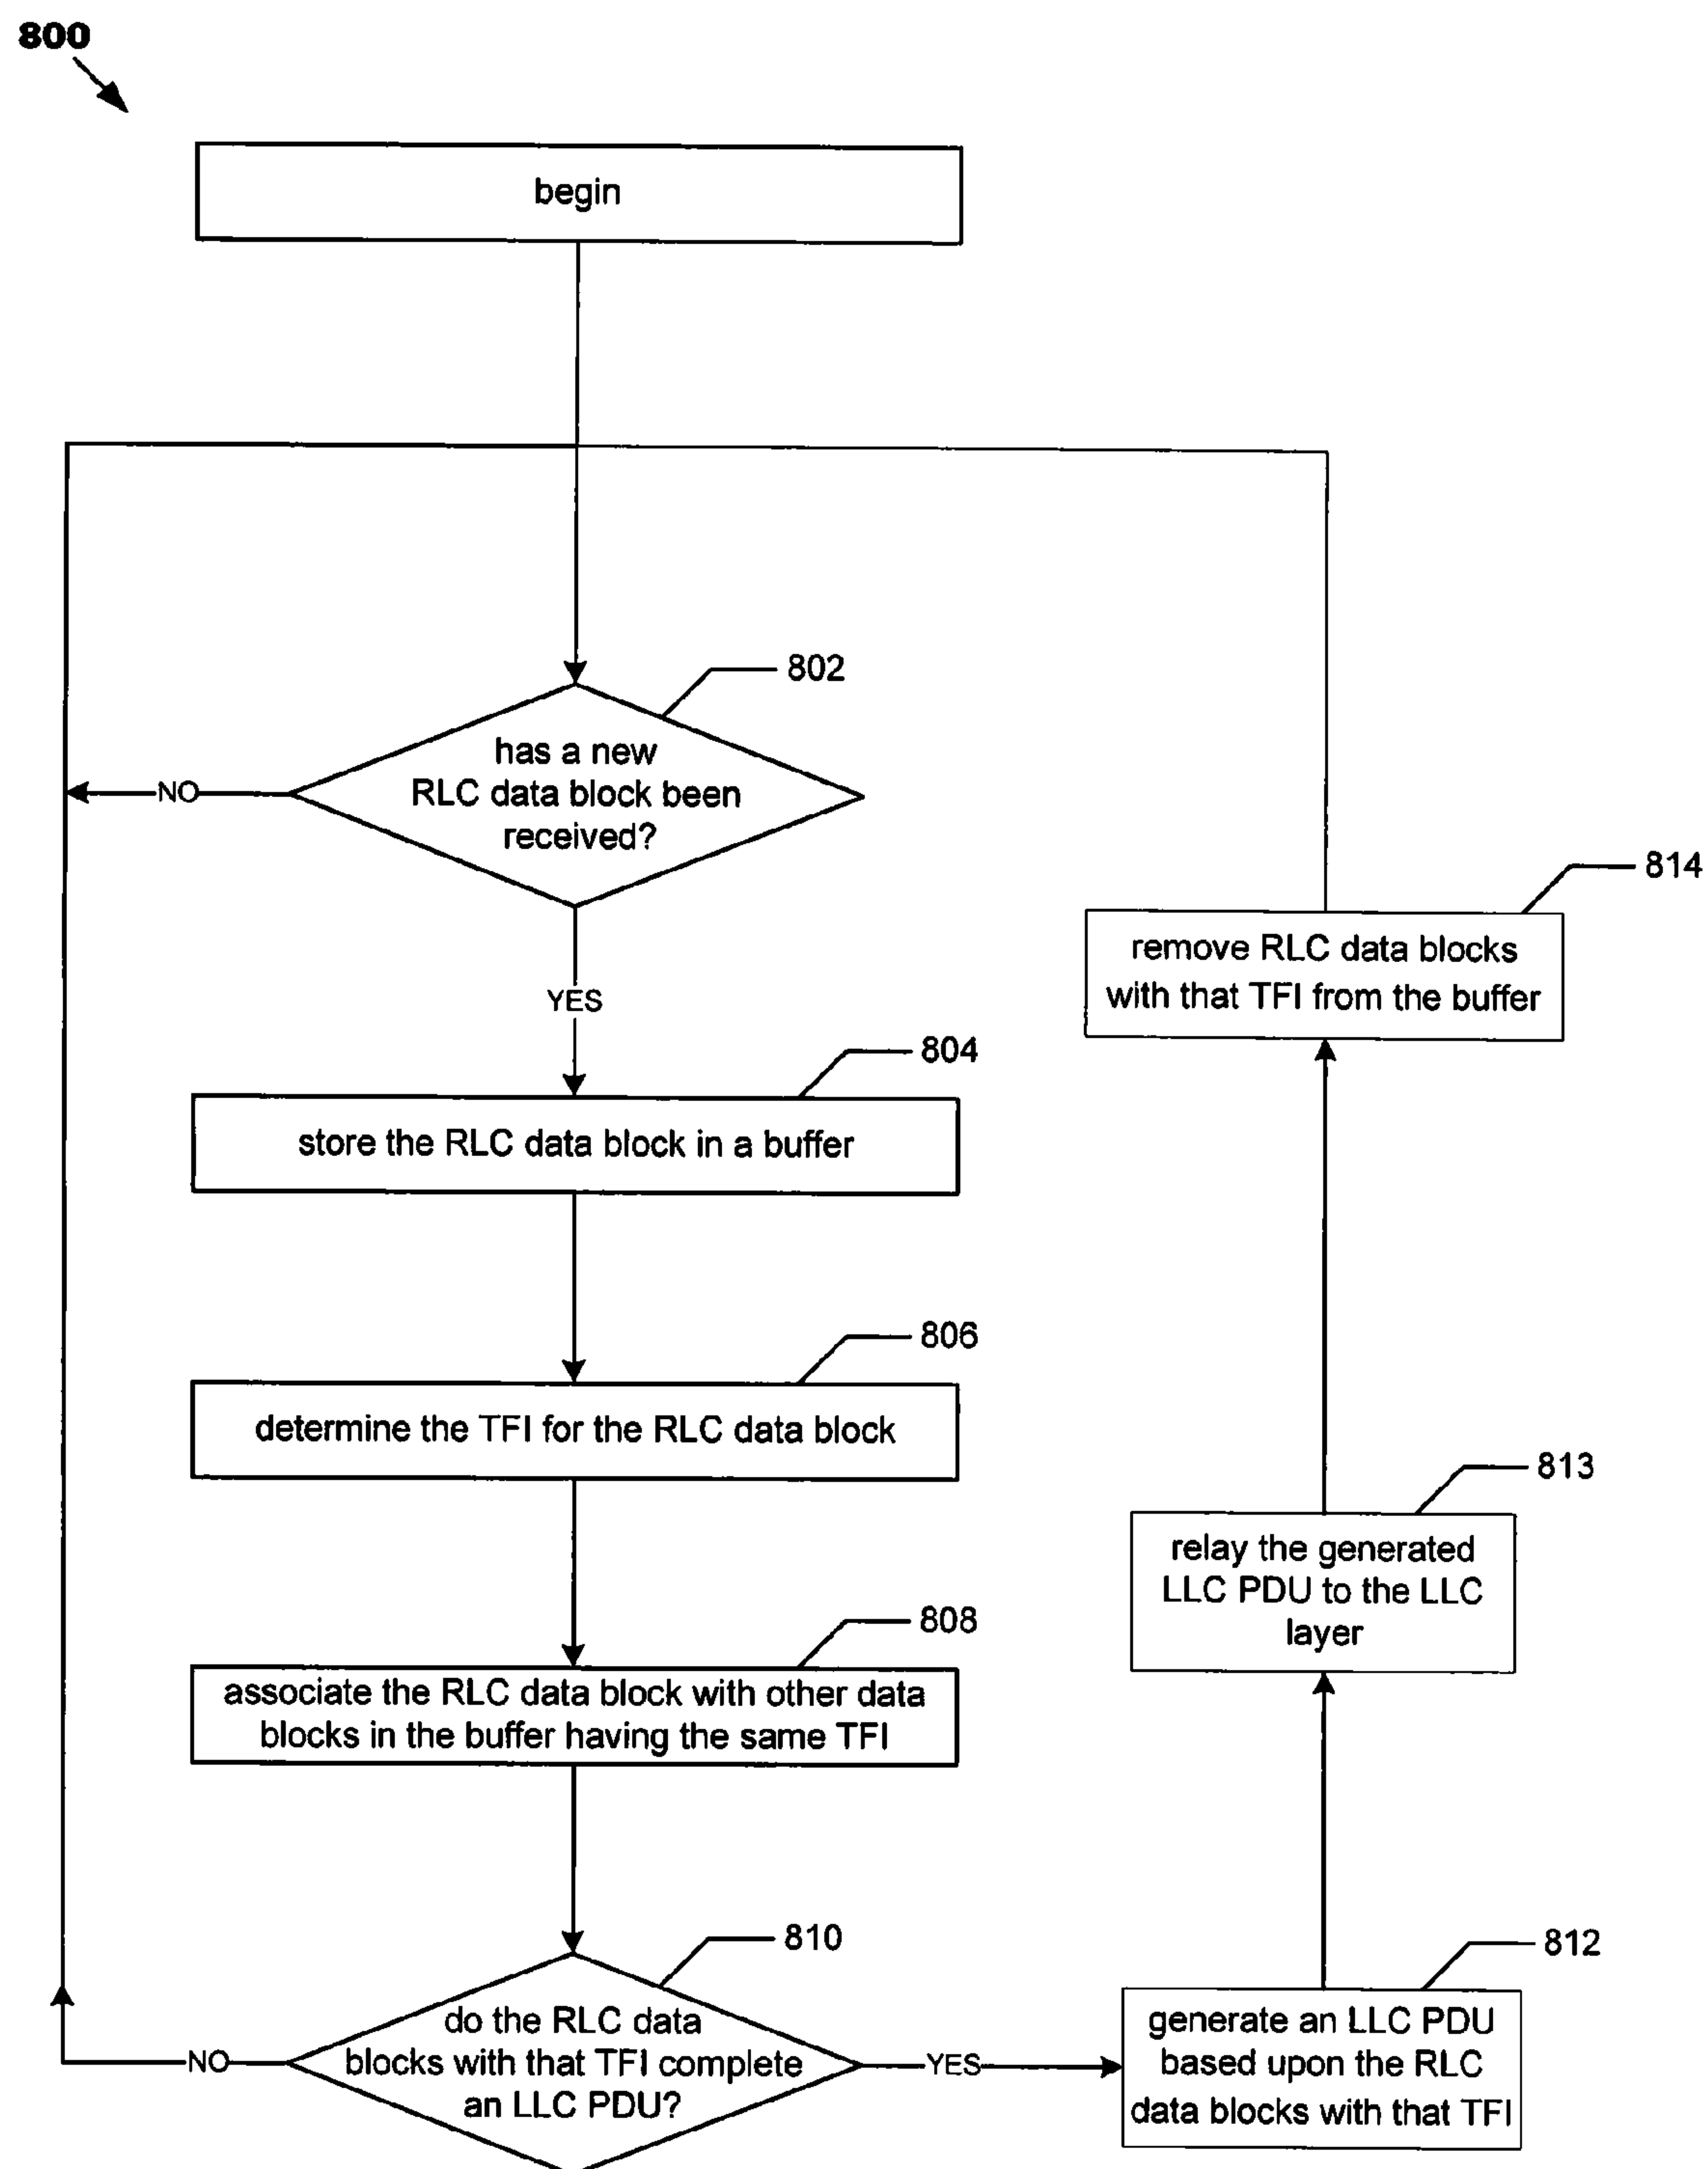 800
begin
802
has a new
RLC data block been
received?
NO
YES
804
store the RLC data block in a buffer
806
determine the TFI for the RLC data block
808
associate the RLC data block with other data
blocks in the buffer having the same TFI
810
do the RLC data
blocks with that TFI complete
an LLC PDU?
NO
YES
812
generate an LLC PDU
based upon the RLC
data blocks with that TFI
813
relay the generated
LLC PDU to the LLC
layer
814
remove RLC data blocks
with that TFI from the buffer